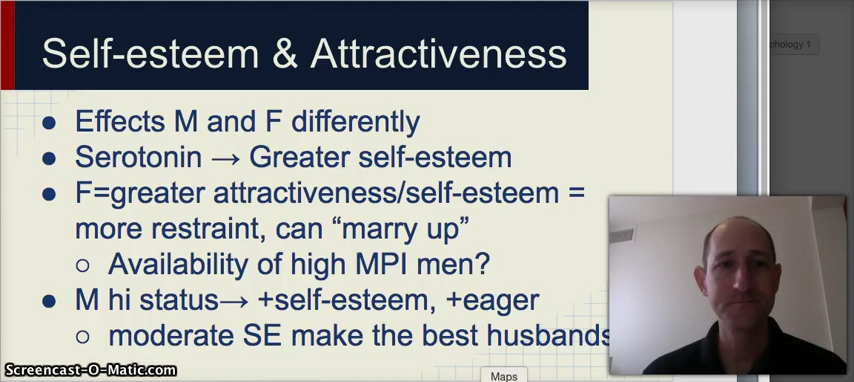 Self-esteem & Attractiveness
phology 1
● Effects M and F differently
● Serotonin → Greater self-esteem
● F=greater attractiveness/self-esteem =
more restraint, can “marry up”
○ Availability of high MPI men?
● M hi status→ +self-esteem, +eager
○ moderate SE make the best husbands
Screencast-O-Matic.com
Maps